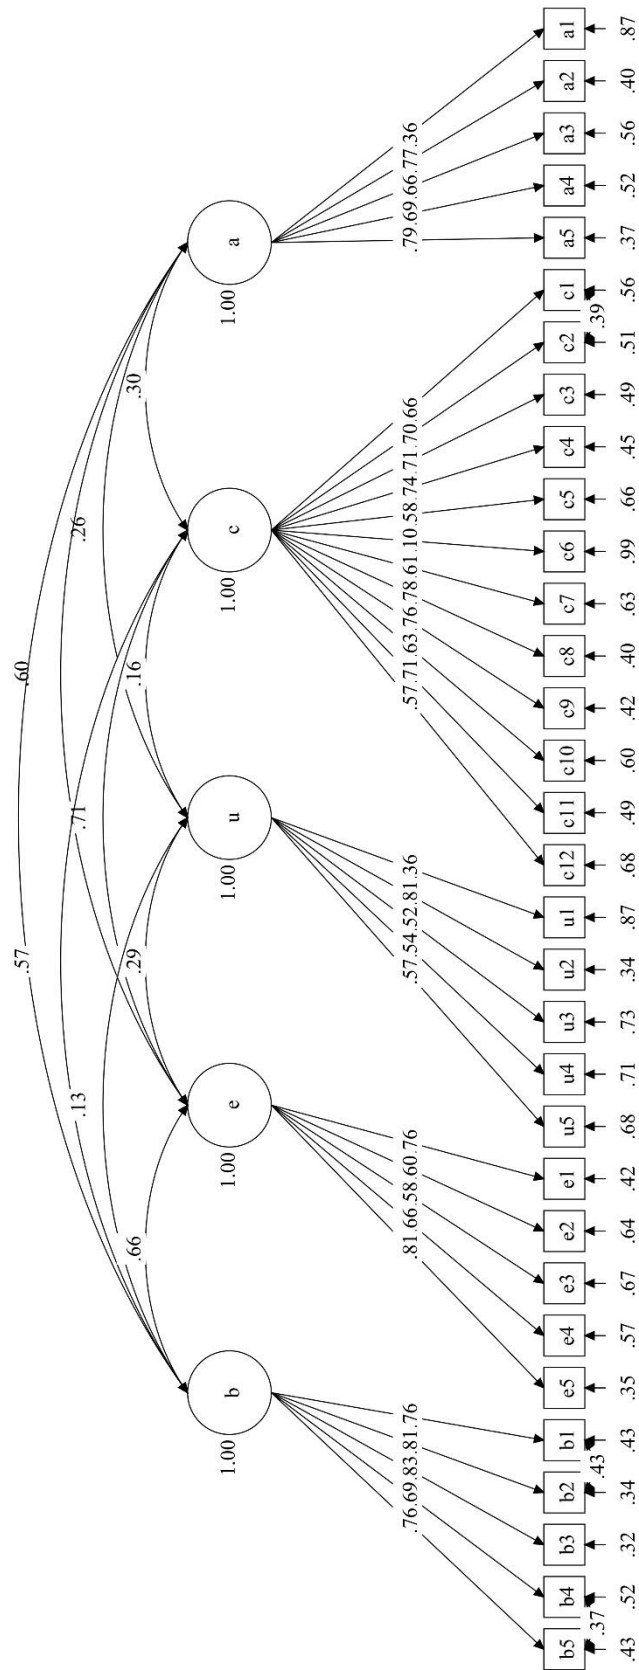 .57 .60
.13 .71 .26
.66 .29 .16 .30
1.00 b 1.00 e 1.00 u 1.00 c 1.00 a
.76.69.83.81.76 .81.66.58.60.76 .57.54.52.81.36 .57.71.63.76.78.61.10.58.74.71.70.66 .79.69.66.77.36
b5 b4 b3 b2 b1 e5 e4 e3 e2 e1 u5 u4 u3 u2 u1 c12 c11 c10 c9 c8 c7 c6 c5 c4 c3 c2 c1 a5 a4 a3 a2 a1
.37 .43 .39
.43 .52 .32 .34 .43 .35 .57 .67 .64 .42 .68 .71 .73 .34 .87 .68 .49 .60 .42 .40 .63 .99 .66 .45 .49 .51 .56 .37 .52 .56 .40 .87